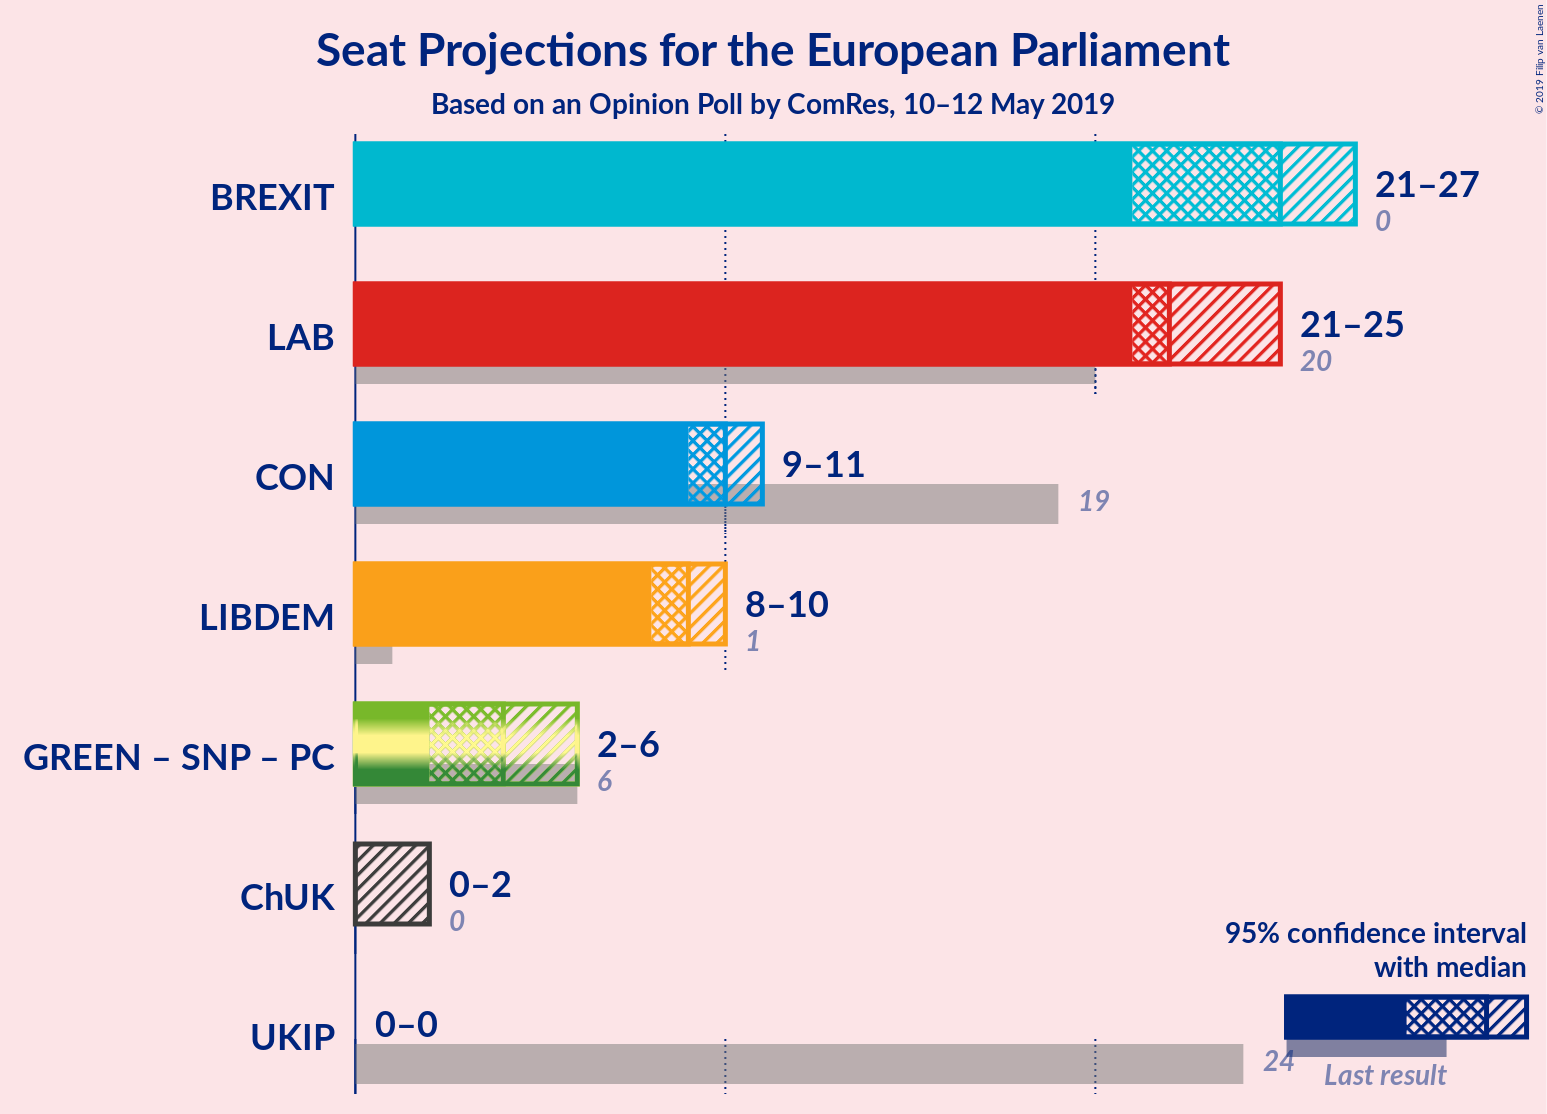 Seat Projections for the European Parliament
Based on an Opinion Poll by ComRes, 10–12 May 2019
© 2019 Filip van Laenen
BREXIT
21–27
0
LAB
21–25
20
CON
9–11
19
LIBDEM
8–10
1
GREEN – SNP – PC
2–6
6
ChUK
0–2
0
UKIP
0–0
24
95% confidence interval
with median
Last result